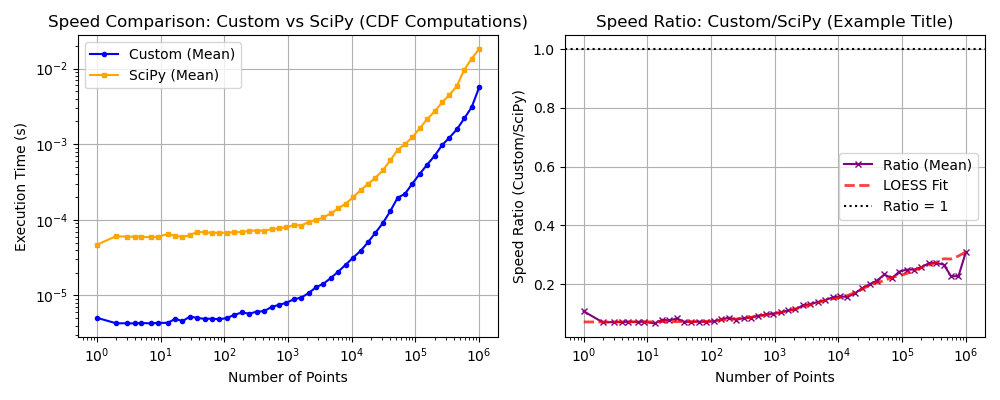 Speed Comparison: Custom vs SciPy (CDF Computations)
Execution Time (s)
10⁻²
10⁻³
10⁻⁴
10⁻⁵
Custom (Mean)
SciPy (Mean)
10⁰ 10¹ 10² 10³ 10⁴ 10⁵ 10⁶
Number of Points
Speed Ratio: Custom/SciPy (Example Title)
Speed Ratio (Custom/SciPy)
1.0
0.8
0.6
0.4
0.2
Ratio (Mean)
LOESS Fit
Ratio = 1
10⁰ 10¹ 10² 10³ 10⁴ 10⁵ 10⁶
Number of Points